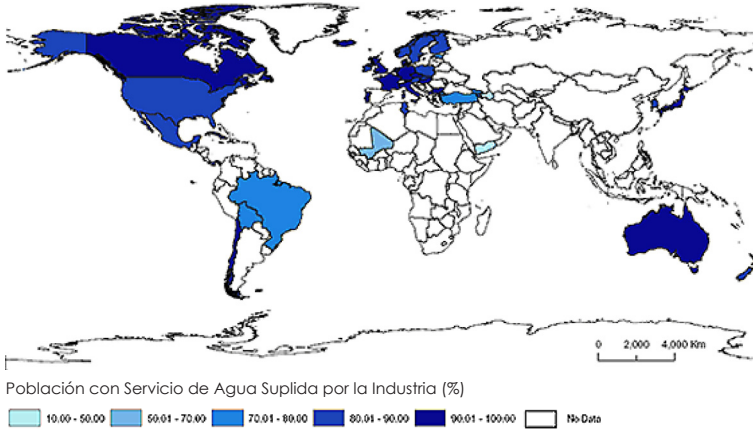 0 2,000 4,000 Km
Población con Servicio de Agua Suplida por la Industria (%)
10.00 - 50.00 50.01 - 70.00 70.01 - 80.00 80.01 - 90.00 90.01 - 100.00 No Data